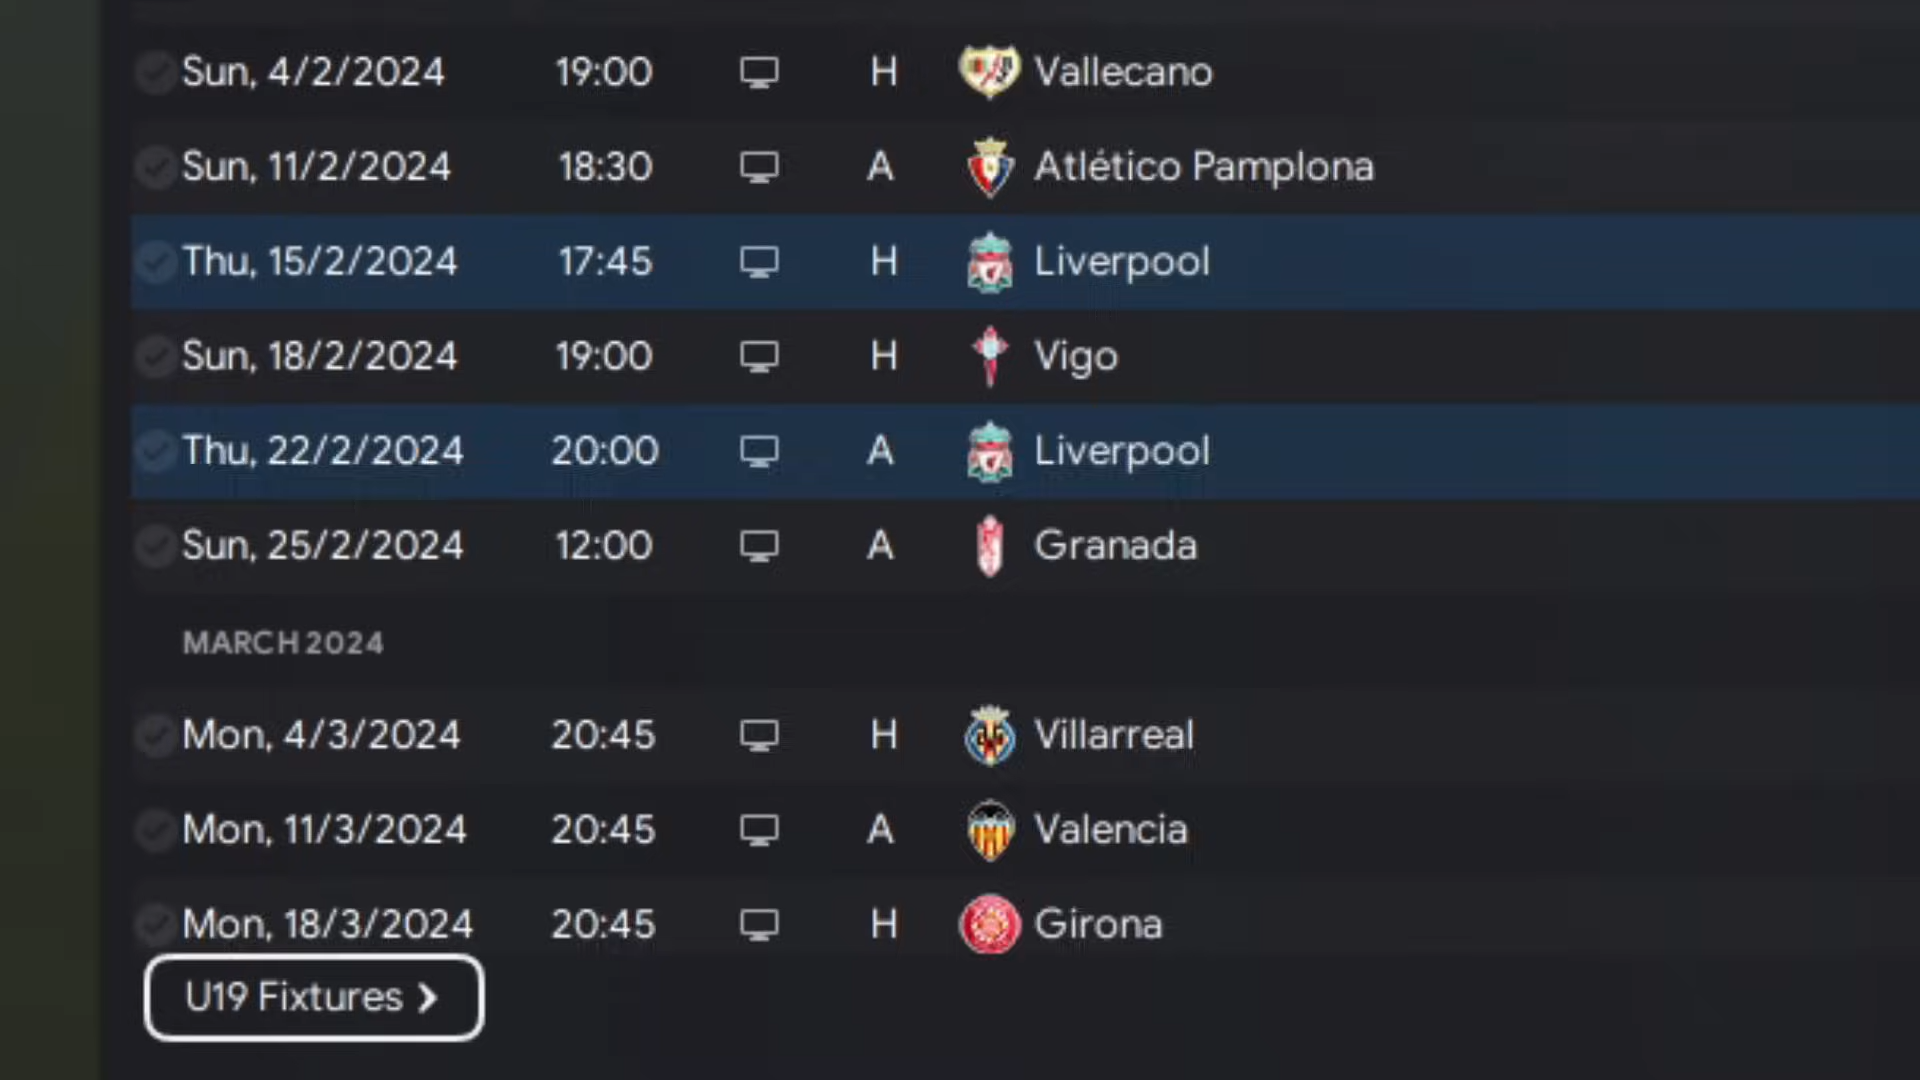 Sun, 4/2/2024 19:00 H Vallecano
Sun, 11/2/2024 18:30 A Atlético Pamplona
Thu, 15/2/2024 17:45 H Liverpool
Sun, 18/2/2024 19:00 H Vigo
Thu, 22/2/2024 20:00 A Liverpool
Sun, 25/2/2024 12:00 A Granada
MARCH 2024
Mon, 4/3/2024 20:45 H Villarreal
Mon, 11/3/2024 20:45 A Valencia
Mon, 18/3/2024 20:45 H Girona
U19 Fixtures >